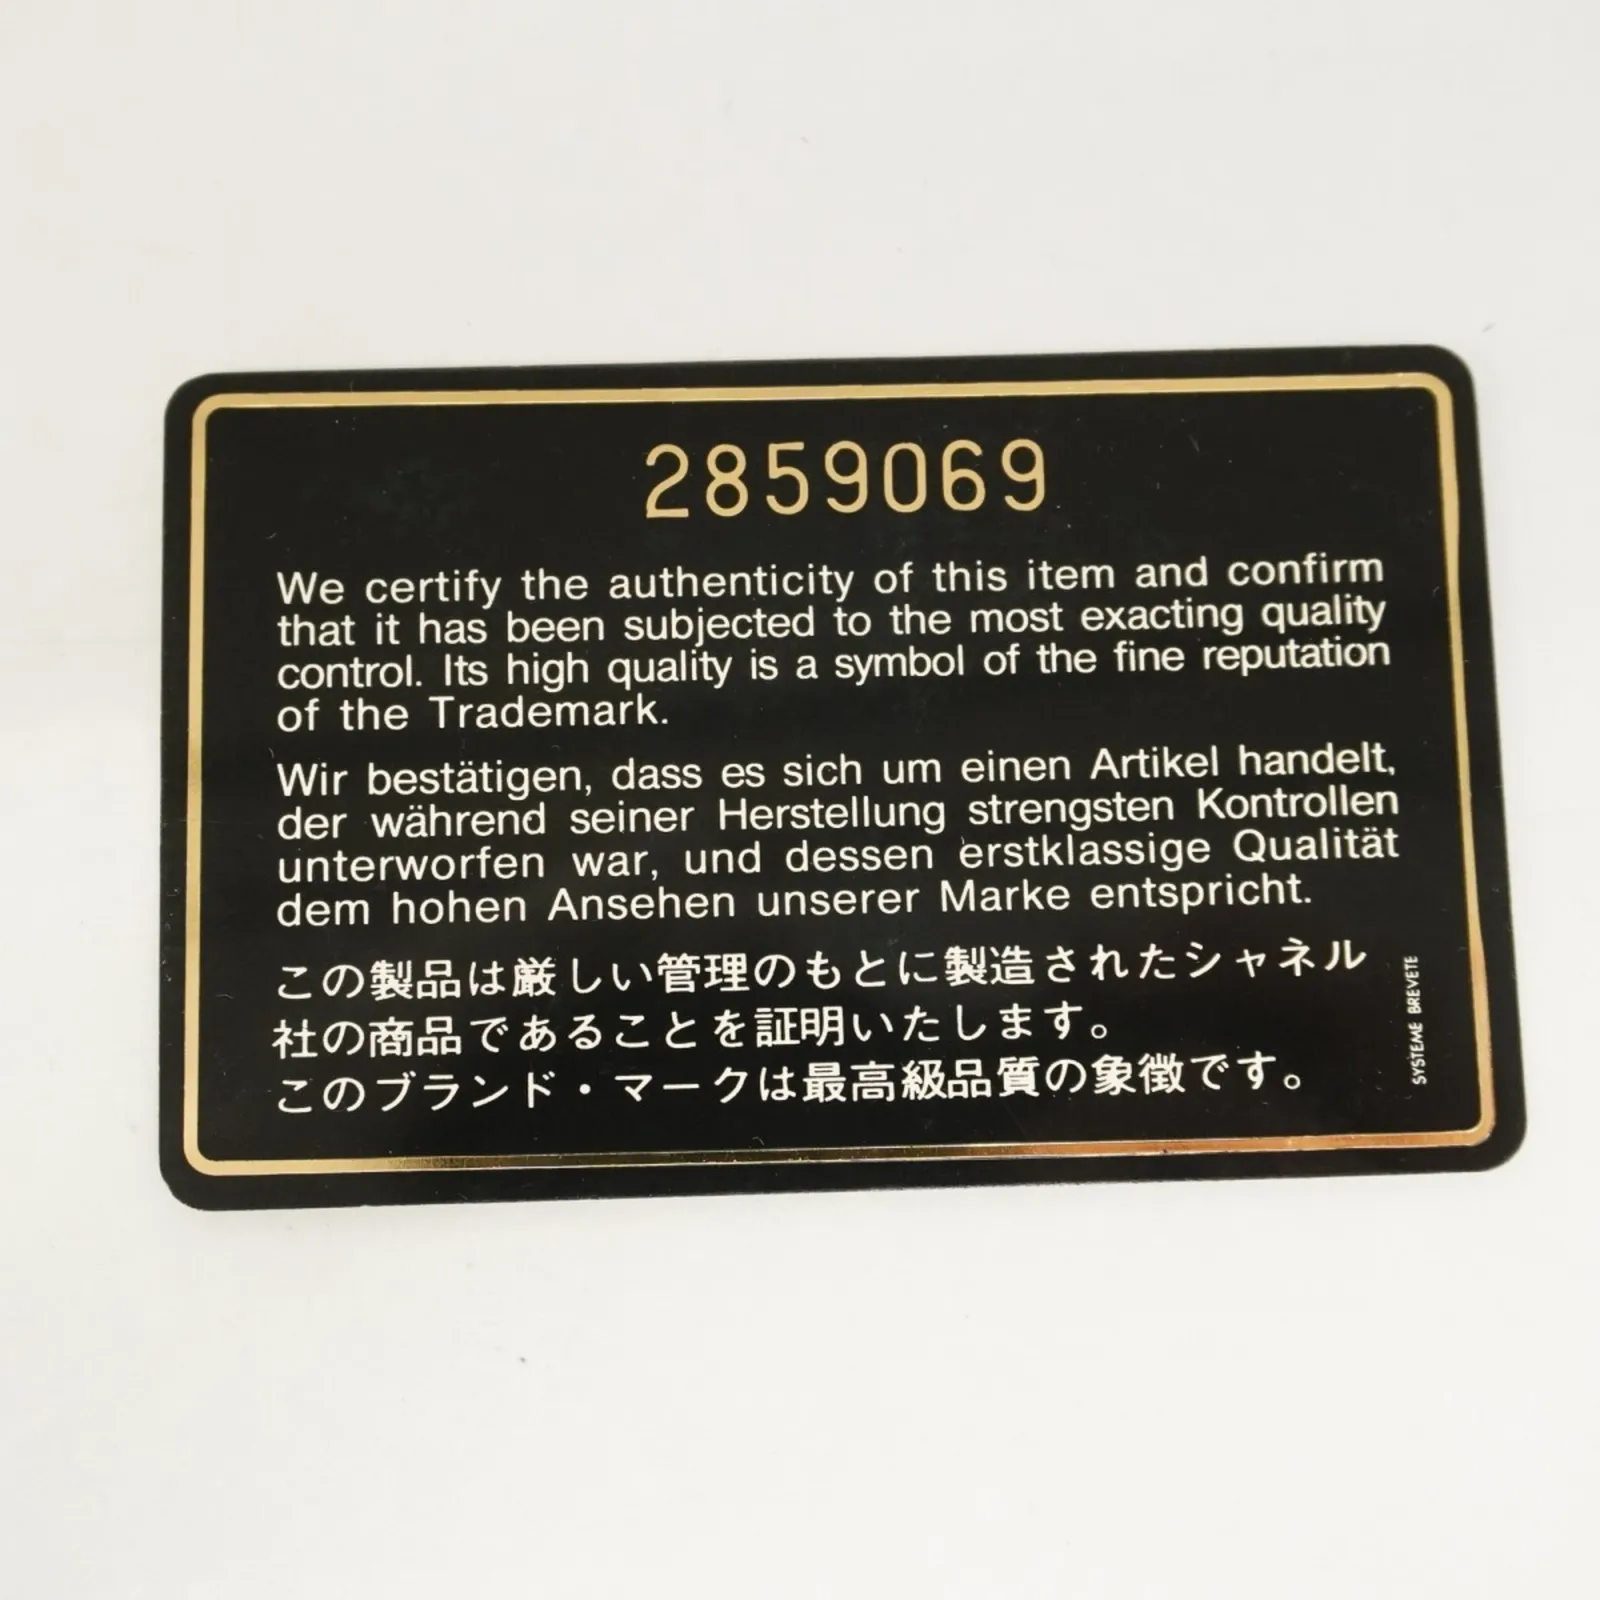 2859069
We certify the authenticity of this item and confirm
that it has been subjected to the most exacting quality
control. Its high quality is a symbol of the fine reputation
of the Trademark.
Wir bestätigen, dass es sich um einen Artikel handelt,
der während seiner Herstellung strengsten Kontrollen
unterworfen war, und dessen erstklassige Qualität
dem hohen Ansehen unserer Marke entspricht.
この製品は厳しい管理のもとに製造されたシャネル
社の商品であることを証明いたします。
このブランド・マークは最高級品質の象徴です。
SYSTEME BREVETE